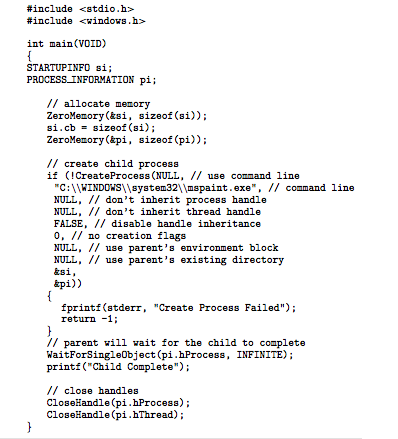 #include <stdio.h>
#include <windows.h>
int main(VOID)
{
STARTUPINFO si;
PROCESS_INFORMATION pi;
// allocate memory
ZeroMemory(&si, sizeof(si));
si.cb = sizeof(si);
ZeroMemory(&pi, sizeof(pi));
// create child process
if (!CreateProcess(NULL, // use command line
"C:\\WINDOWS\\system32\\mspaint.exe", // command line
NULL, // don't inherit process handle
NULL, // don't inherit thread handle
FALSE, // disable handle inheritance
0, // no creation flags
NULL, // use parent's environment block
NULL, // use parent's existing directory
&si,
&pi))
{
fprintf(stderr, "Create Process Failed");
return -1;
}
// parent will wait for the child to complete
WaitForSingleObject(pi.hProcess, INFINITE);
printf("Child Complete");
// close handles
CloseHandle(pi.hProcess);
CloseHandle(pi.hThread);
}